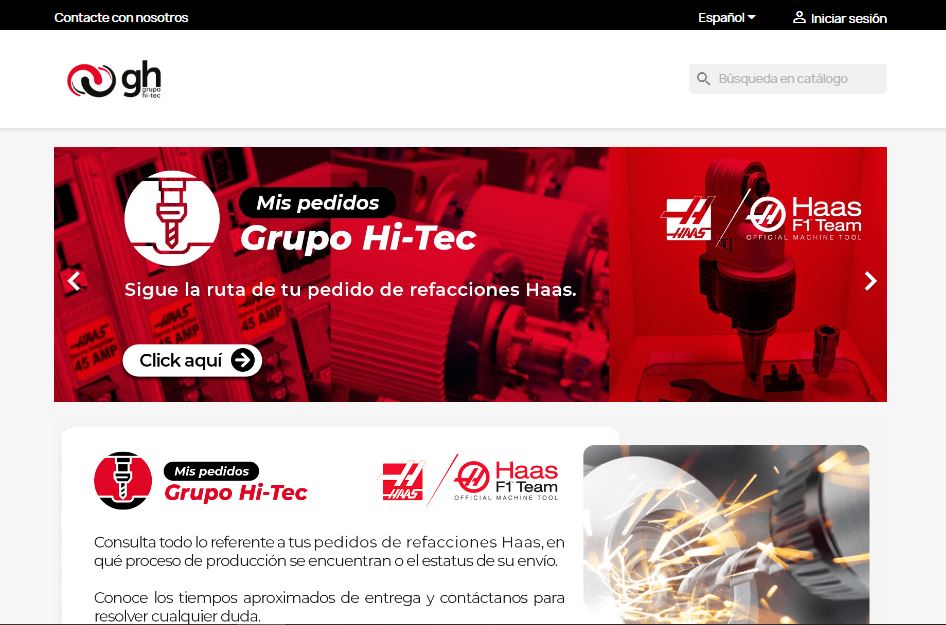 Contacte con nosotros
Español
Iniciar sesión
gh
grupo
hi-tec
Búsqueda en catálogo
Mis pedidos
Grupo Hi-Tec
Sigue la ruta de tu pedido de refacciones Haas.
Click aquí
HAAS
Haas
F1 Team
OFFICIAL MACHINE TOOL
HAAS
45 AMP
HAAS
45 AMP
HAAS
Mis pedidos
Grupo Hi-Tec
HAAS
Haas
F1 Team
OFFICIAL MACHINE TOOL
Consulta todo lo referente a tus pedidos de refacciones Haas, en
qué proceso de producción se encuentran o el estatus de su envío.
Conoce los tiempos aproximados de entrega y contáctanos para
resolver cualquier duda.